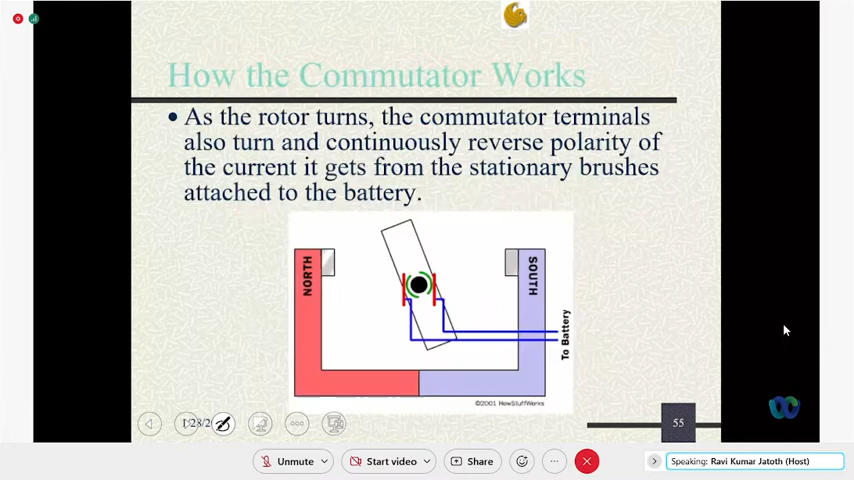 How the Commutator Works
As the rotor turns, the commutator terminals
also turn and continuously reverse polarity of
the current it gets from the stationary brushes
attached to the battery.
NORTH
SOUTH
To Battery
©2001 HowStuffWorks
55
Unmute
Start video
Share
Speaking: Ravi Kumar Jatoth (Host)